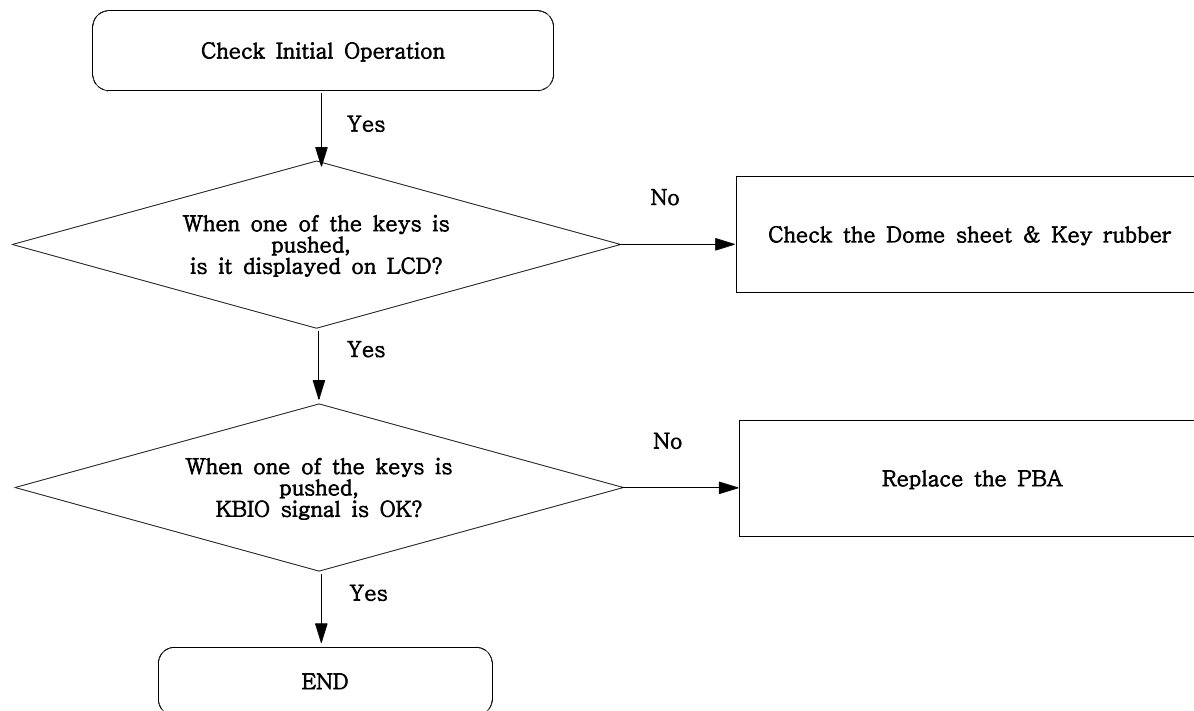 Check Initial Operation
Yes
When one of the keys is
pushed,
is it displayed on LCD?
No
Check the Dome sheet & Key rubber
Yes
When one of the keys is
pushed,
KBIO signal is OK?
No
Replace the PBA
Yes
END